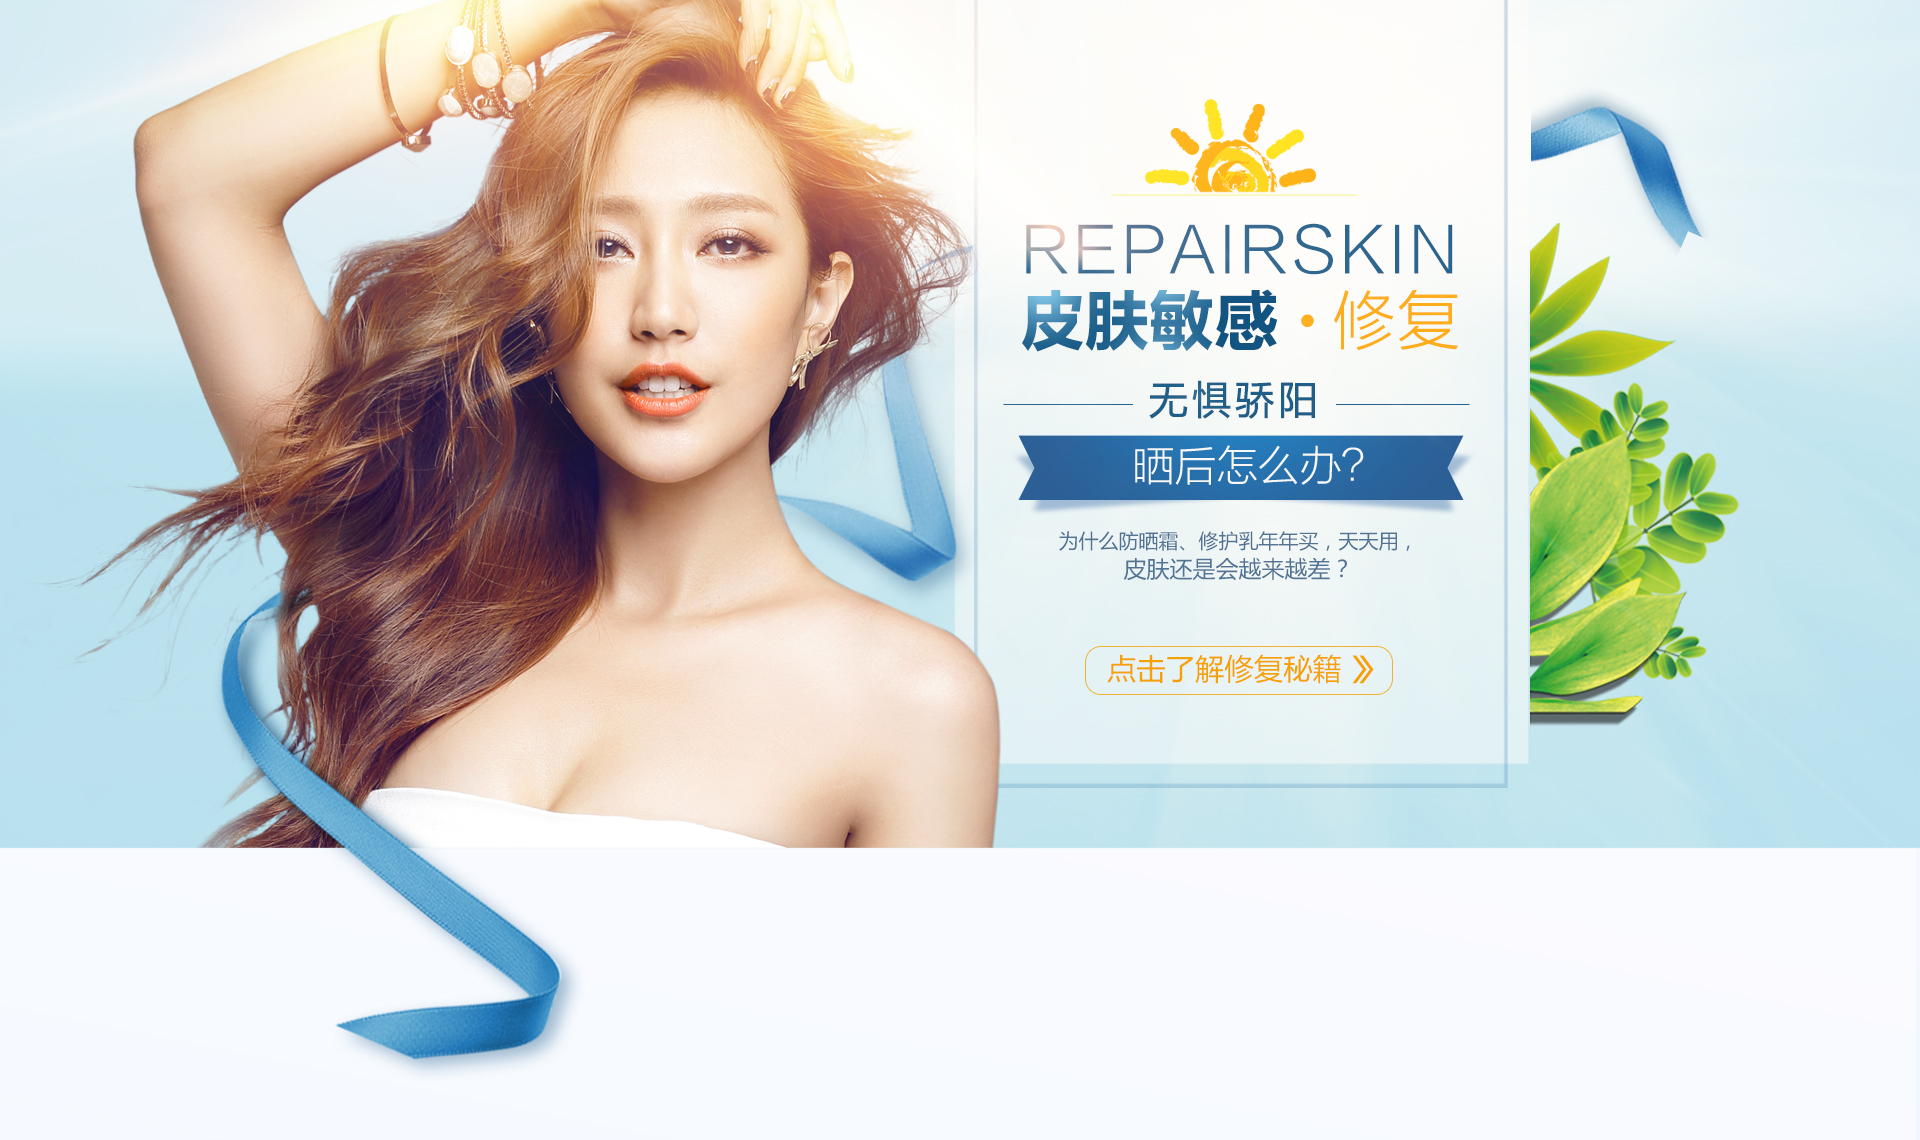 REPAIRSKIN
皮肤敏感·修复
无惧骄阳
晒后怎么办?
为什么防晒霜、修护乳年年买，天天用，
皮肤还是会越来越差？
点击了解修复秘籍 》